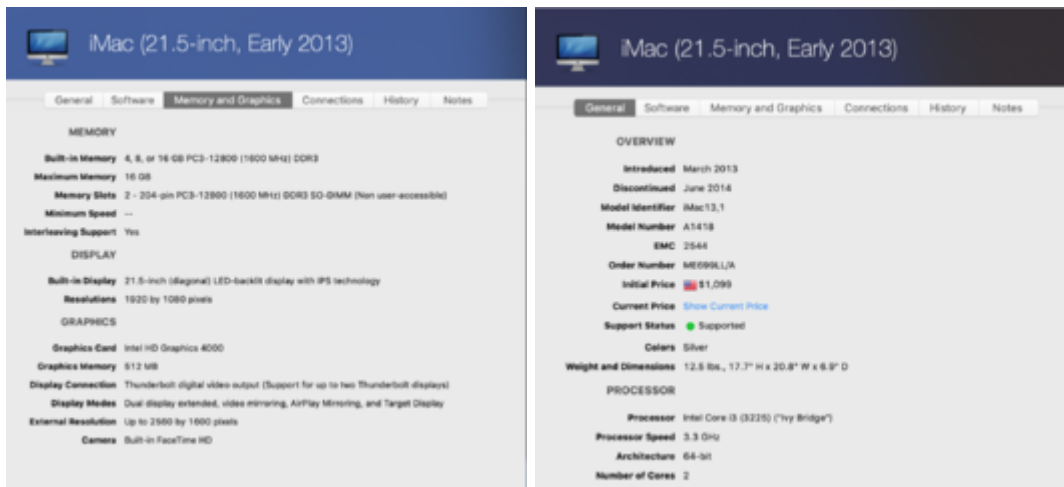 iMac (21.5-inch, Early 2013)
General Software Memory and Graphics Connections History Notes
MEMORY
Built-in Memory 4, 8, or 16 GB PC3-12800 (1600 MHz) DDR3
Maximum Memory 16 GB
Memory Slots 2 - 204-pin PC3-12800 (1600 MHz) DDR3 SO-DIMM (Non user-accessible)
Minimum Speed --
Interleaving Support Yes
DISPLAY
Built-in Display 21.5-inch (diagonal) LED-backlit display with IPS technology
Resolutions 1920 by 1080 pixels
GRAPHICS
Graphics Card Intel HD Graphics 4000
Graphics Memory 512 MB
Display Connection Thunderbolt digital video output (Support for up to two Thunderbolt displays)
Display Modes Dual display extended, video mirroring, AirPlay Mirroring, and Target Display
External Resolution Up to 2560 by 1600 pixels
Camera Built-in FaceTime HD
iMac (21.5-inch, Early 2013)
General Software Memory and Graphics Connections History Notes
OVERVIEW
Introduced March 2013
Discontinued June 2014
Model Identifier iMac13,1
Model Number A1418
EMC 2544
Order Number ME699LL/A
Initial Price $1,099
Current Price Show Current Price
Support Status Supported
Colors Silver
Weight and Dimensions 12.5 lbs., 17.7" H x 20.8" W x 6.9" D
PROCESSOR
Processor Intel Core i3 (3225) ("Ivy Bridge")
Processor Speed 3.3 GHz
Architecture 64-bit
Number of Cores 2